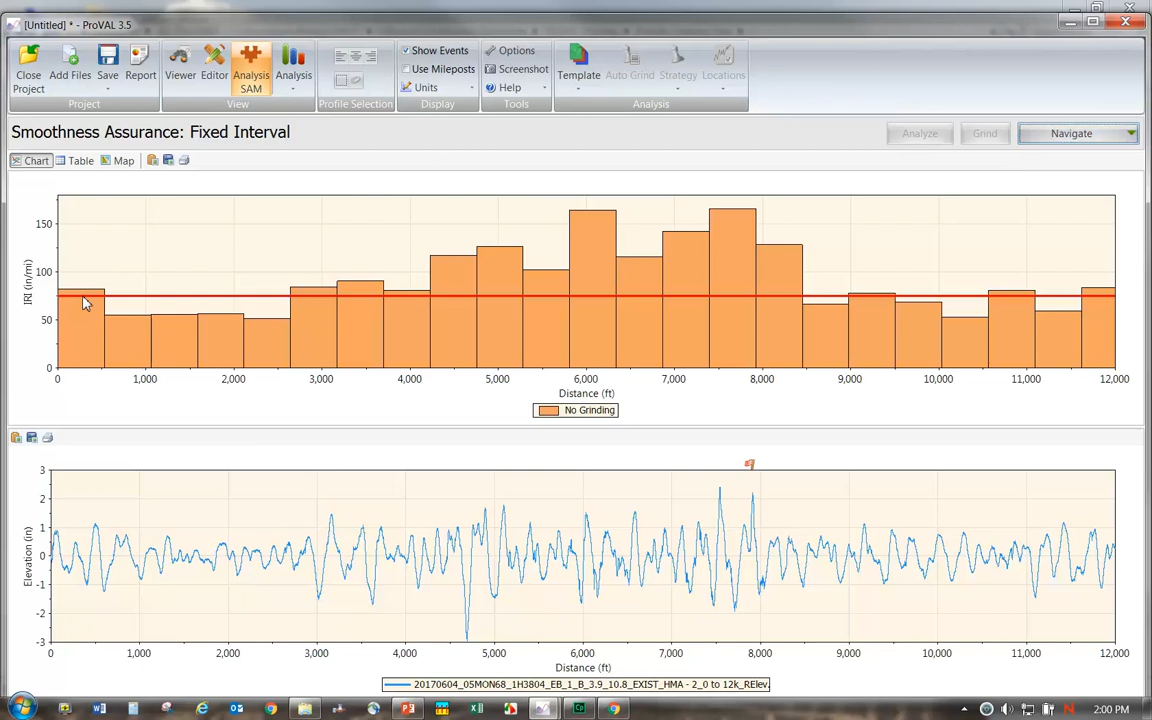 [Untitled] * - ProVAL 3.5
Close Project
Add Files
Save
Report
Project
Viewer
Editor
Analysis SAM
Analysis
View
Profile Selection
Show Events
Use Mileposts
Units
Display
Options
Screenshot
Help
Tools
Template
Auto Grind
Strategy
Locations
Analysis
Smoothness Assurance: Fixed Interval
Analyze
Grind
Navigate
Chart
Table
Map
150
100
50
0
IRI (in/mi)
0 1,000 2,000 3,000 4,000 5,000 6,000 7,000 8,000 9,000 10,000 11,000 12,000
Distance (ft)
No Grinding
3
2
1
0
-1
-2
-3
Elevation (in)
0 1,000 2,000 3,000 4,000 5,000 6,000 7,000 8,000 9,000 10,000 11,000 12,000
Distance (ft)
20170604_05MON68_1H3804_EB_1_B_3.9_10.8_EXIST_HMA - 2_0 to 12k_RElev.
2:00 PM